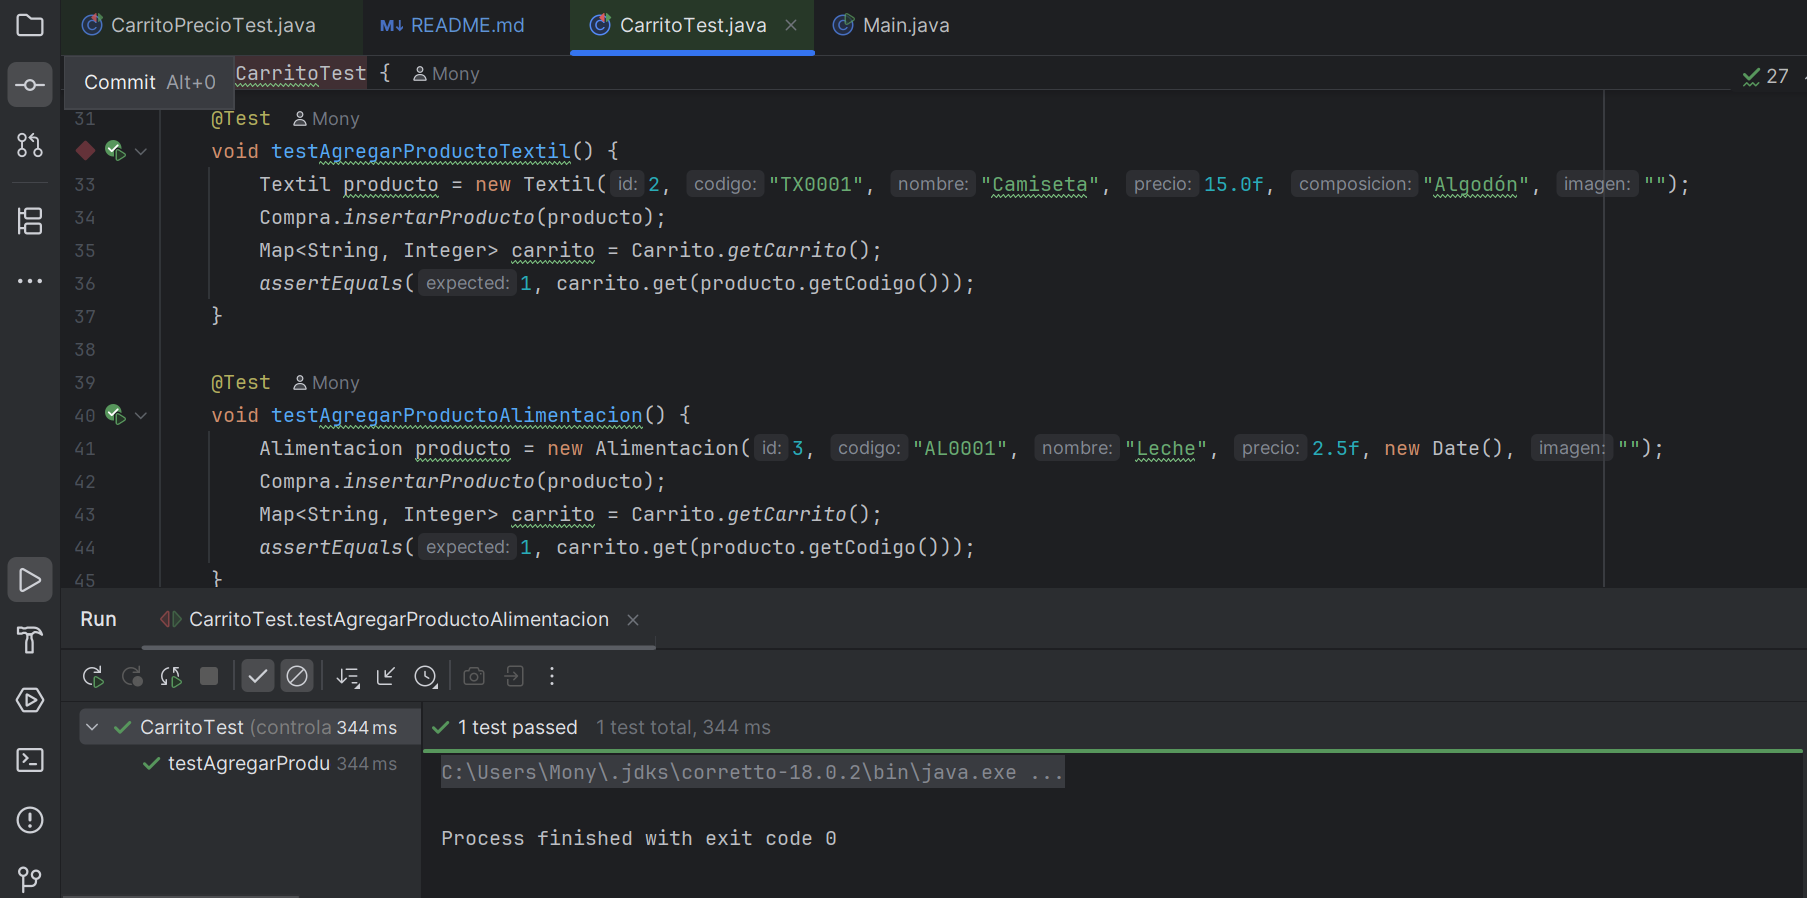 CarritoPrecioTest.java
README.md
CarritoTest.java
Main.java
Commit Alt+0
CarritoTest { Mony
27
31 @Test Mony
void testAgregarProductoTextil() {
33 Textil producto = new Textil( id: 2, codigo: "TX0001", nombre: "Camiseta", precio: 15.0f, composicion: "Algodón", imagen: "");
34 Compra.insertarProducto(producto);
35 Map<String, Integer> carrito = Carrito.getCarrito();
36 assertEquals( expected: 1, carrito.get(producto.getCodigo()));
37 }
38
39 @Test Mony
40 void testAgregarProductoAlimentacion() {
41 Alimentacion producto = new Alimentacion( id: 3, codigo: "AL0001", nombre: "Leche", precio: 2.5f, new Date(), imagen: "");
42 Compra.insertarProducto(producto);
43 Map<String, Integer> carrito = Carrito.getCarrito();
44 assertEquals( expected: 1, carrito.get(producto.getCodigo()));
45 }
Run CarritoTest.testAgregarProductoAlimentacion
CarritoTest (controla 344 ms
testAgregarProdu 344 ms
1 test passed 1 test total, 344 ms
C:\Users\Mony\.jdks\corretto-18.0.2\bin\java.exe ...
Process finished with exit code 0